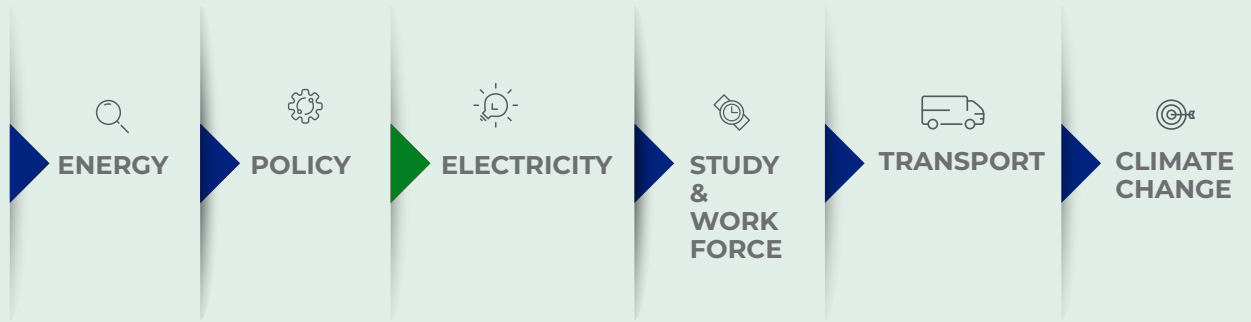 ENERGY
POLICY
ELECTRICITY
STUDY
&
WORK
FORCE
TRANSPORT
CLIMATE
CHANGE